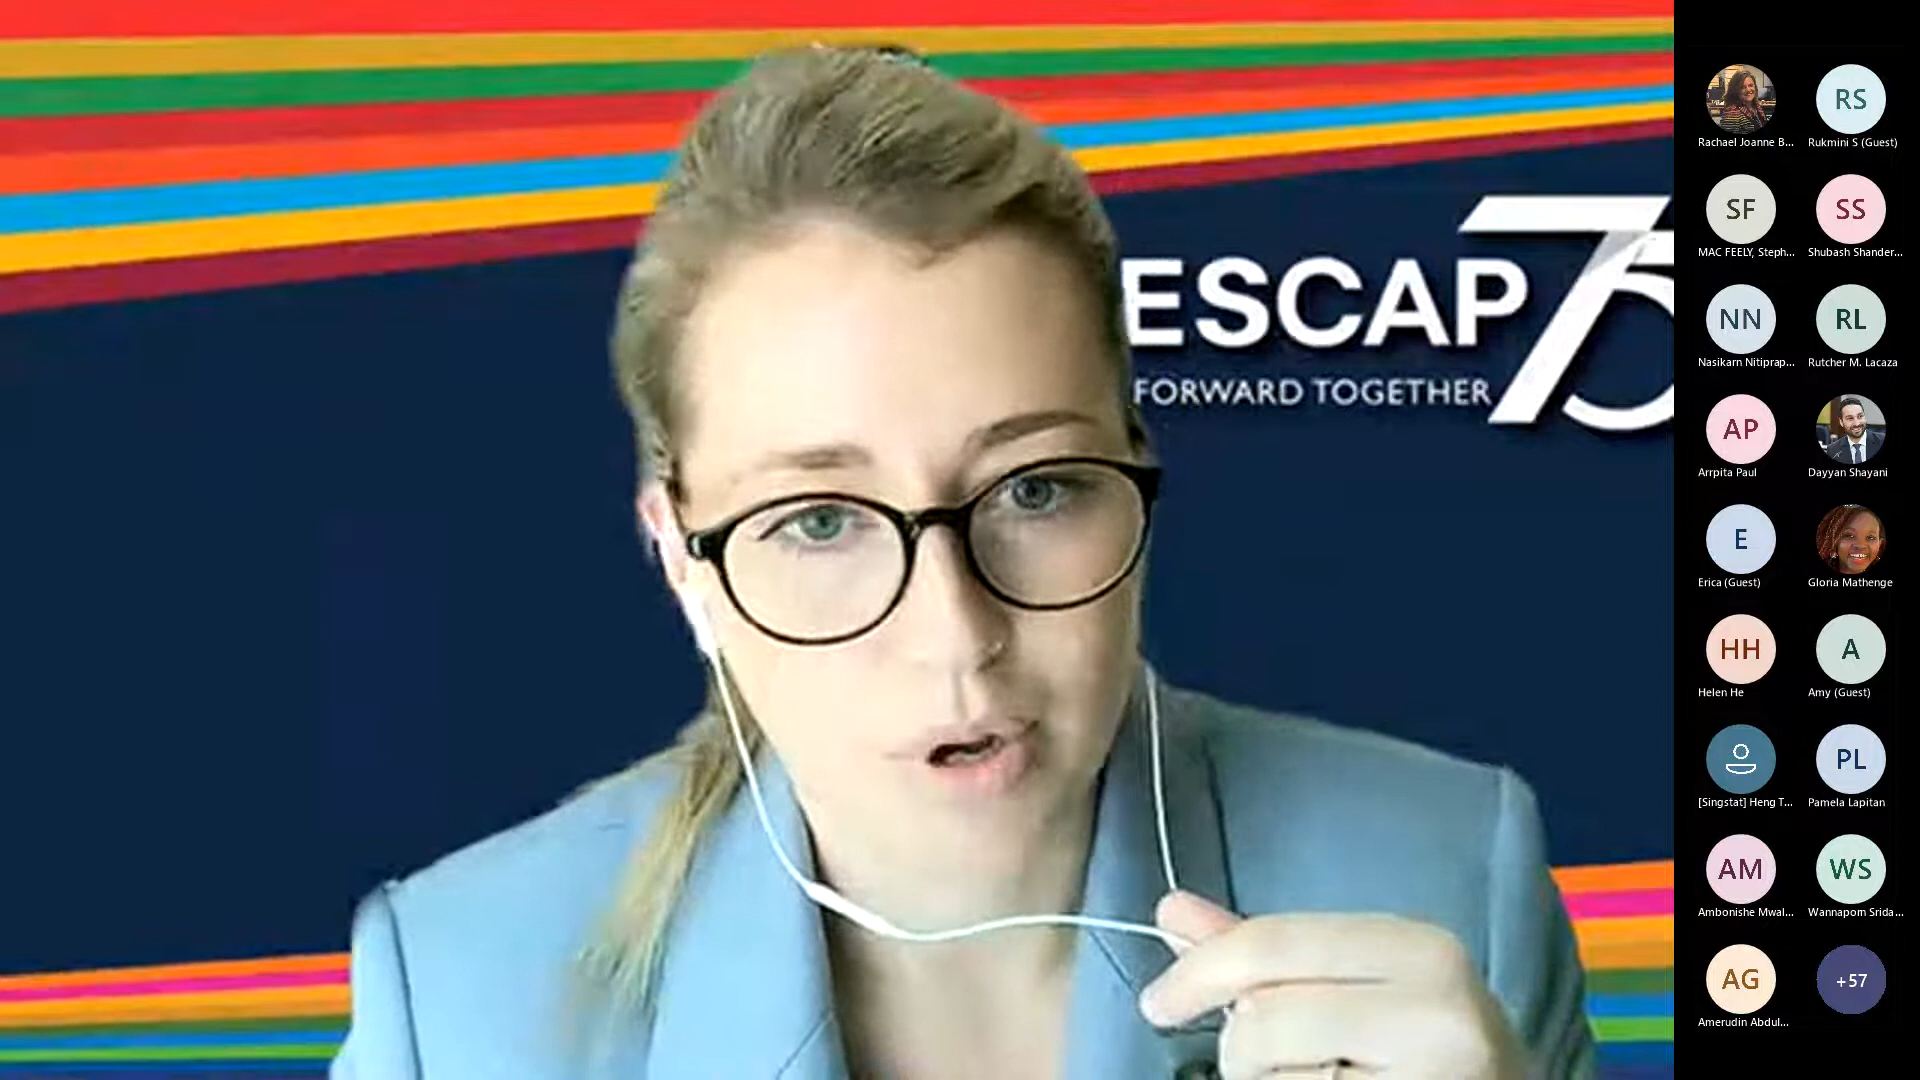 ESCAP 75
FORWARD TOGETHER
Rachael Joanne B...
RS
Rukmini S (Guest)
SF
MAC FEELY, Steph...
SS
Shubash Shander...
NN
Nasikarn Nitiprap...
RL
Rutcher M. Lacaza
AP
Arrpita Paul
Dayyan Shayani
E
Erica (Guest)
Gloria Mathenge
HH
Helen He
A
Amy (Guest)
[Singstat] Heng T...
PL
Pamela Lapitan
AM
Ambonishe Mwal...
WS
Wannaporn Srida...
AG
Amerudin Abdul...
+57